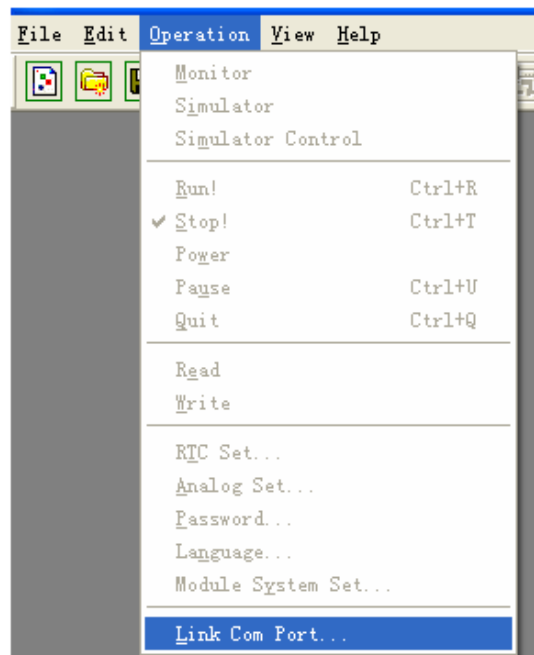 File Edit Operation View Help
Monitor
Simulator
Simulator Control
Run! Ctrl+R
Stop! Ctrl+T
Power
Pause Ctrl+U
Quit Ctrl+Q
Read
Write
RTC Set...
Analog Set...
Password...
Language...
Module System Set...
Link Com Port...